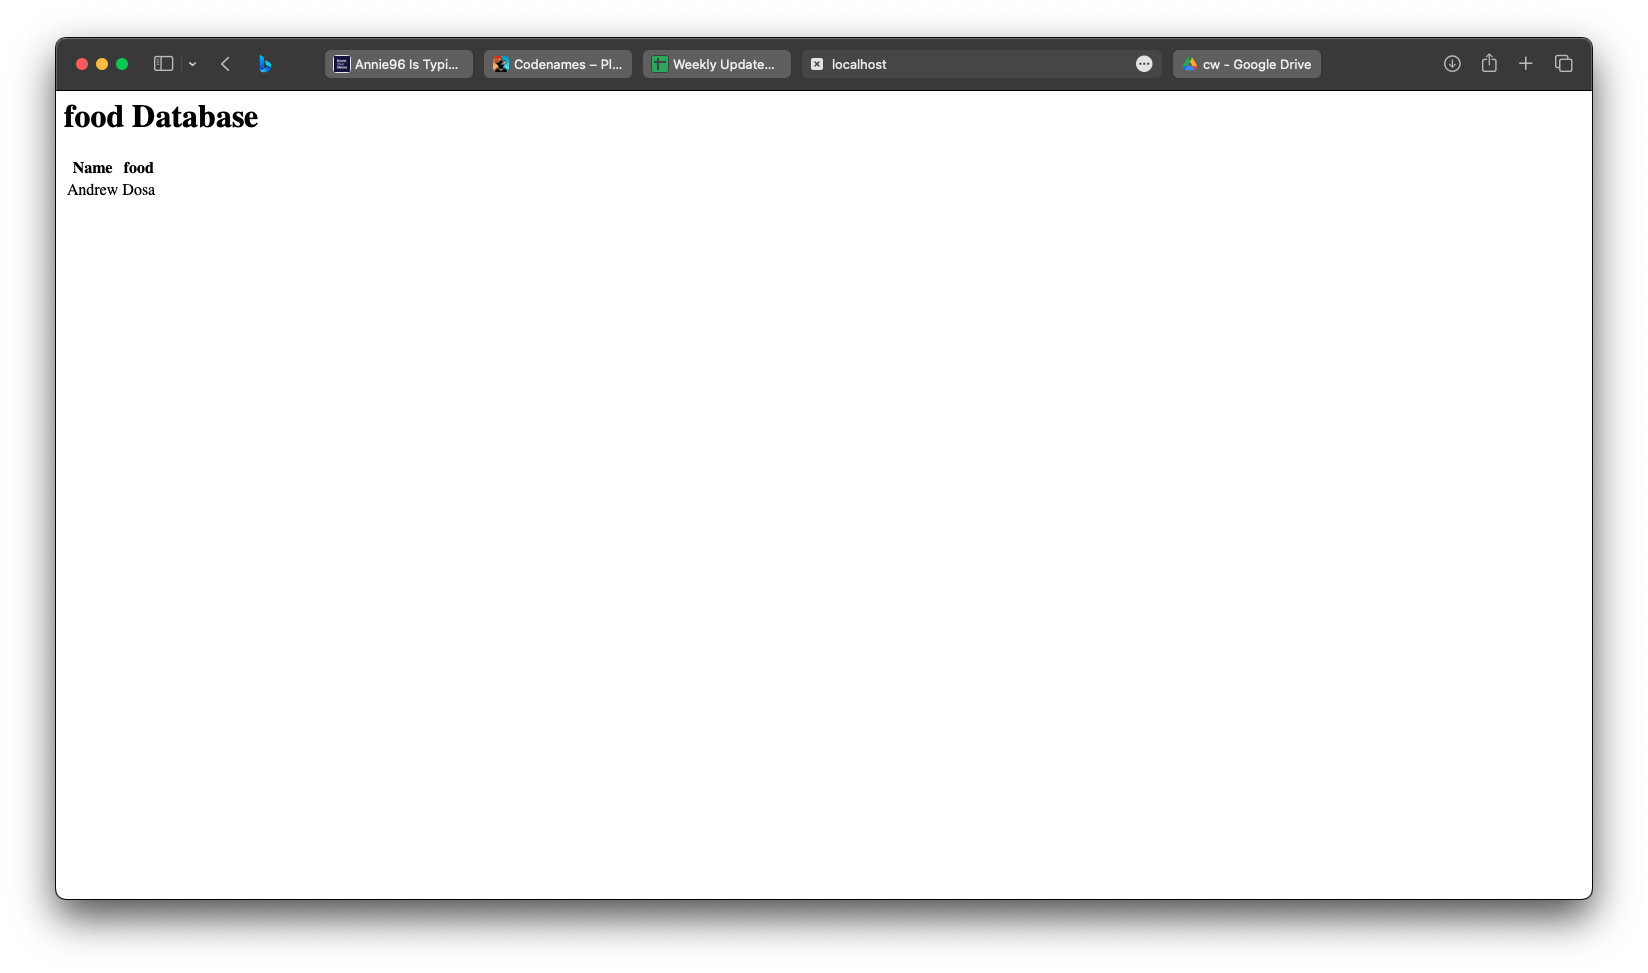 Annie96 Is Typi...
Codenames – Pl...
Weekly Update...
localhost
cw - Google Drive
food Database
Name food
Andrew Dosa